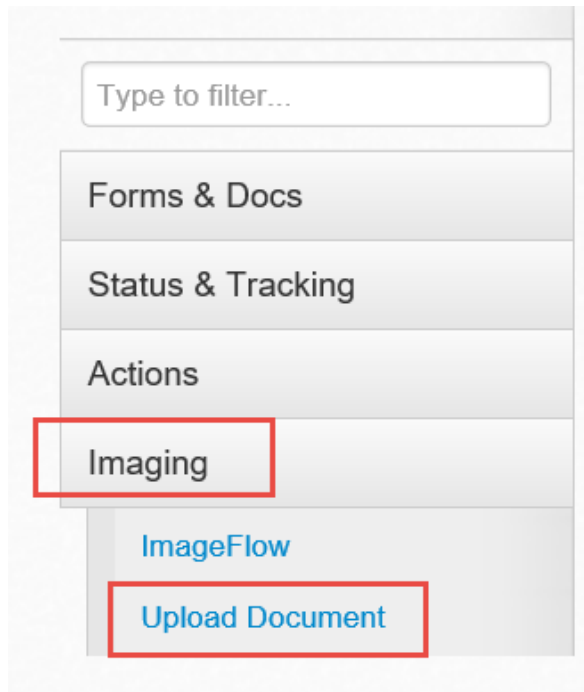 Type to filter...
Forms & Docs
Status & Tracking
Actions
Imaging
ImageFlow
Upload Document